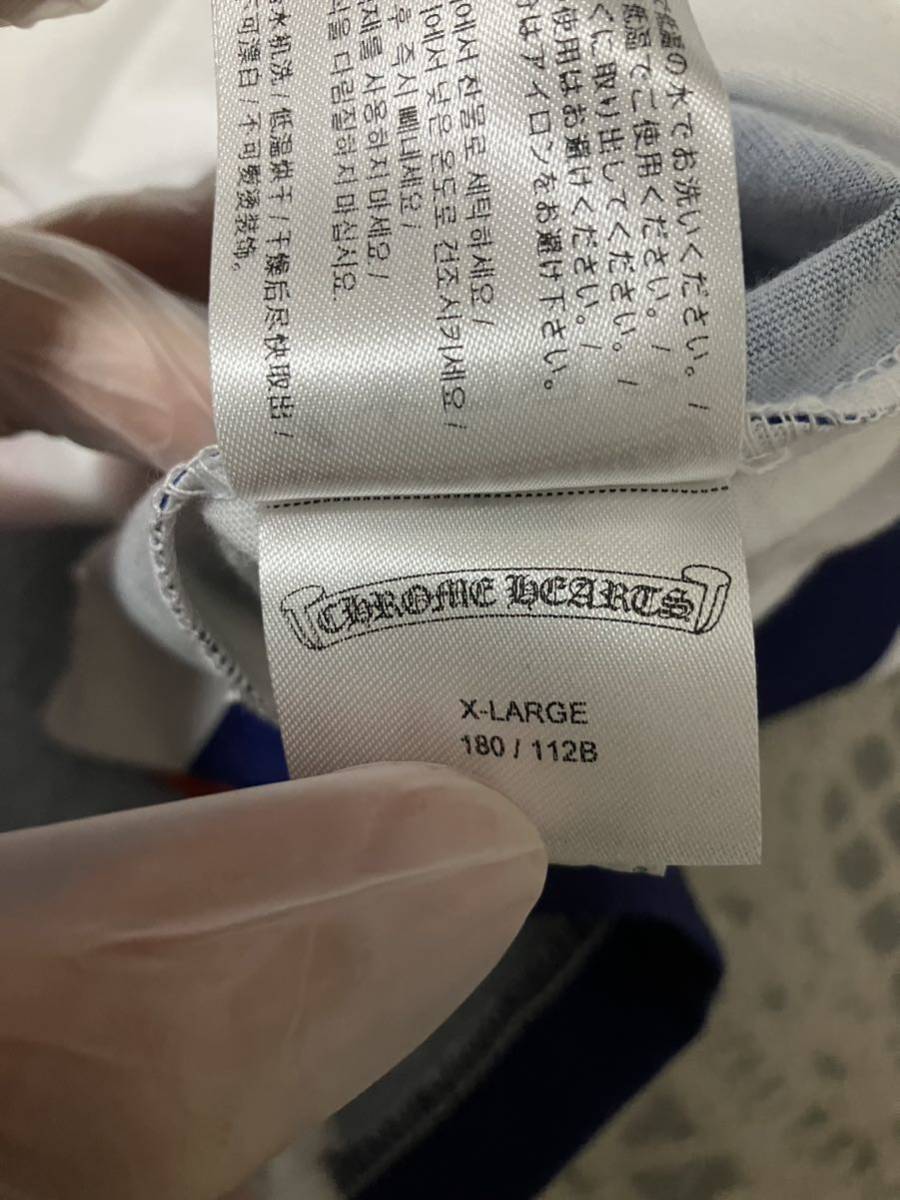 の水でお洗いください。 /
低温でご使用ください。 /
に取り出してください。 /
使用はお避けください。 /
はアイロンをお避け下さい。
에서 찬물로 세탁하세요 /
에서 낮은 온도로 건조시키세요 /
후 즉시 빼내세요 /
제를 사용하지 마세요 /
을 다림질하지 마십시요.
水机洗 / 低温烘干 / 干燥后尽快取出 /
不可漂白 / 不可熨烫装饰。
CHROME HEARTS
X-LARGE
180 / 112B